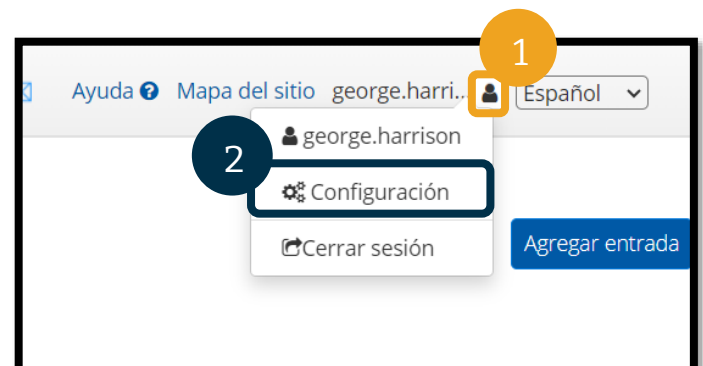 1
Ayuda Mapa del sitio george.harri... Español
george.harrison
2
Configuración
Cerrar sesión
Agregar entrada